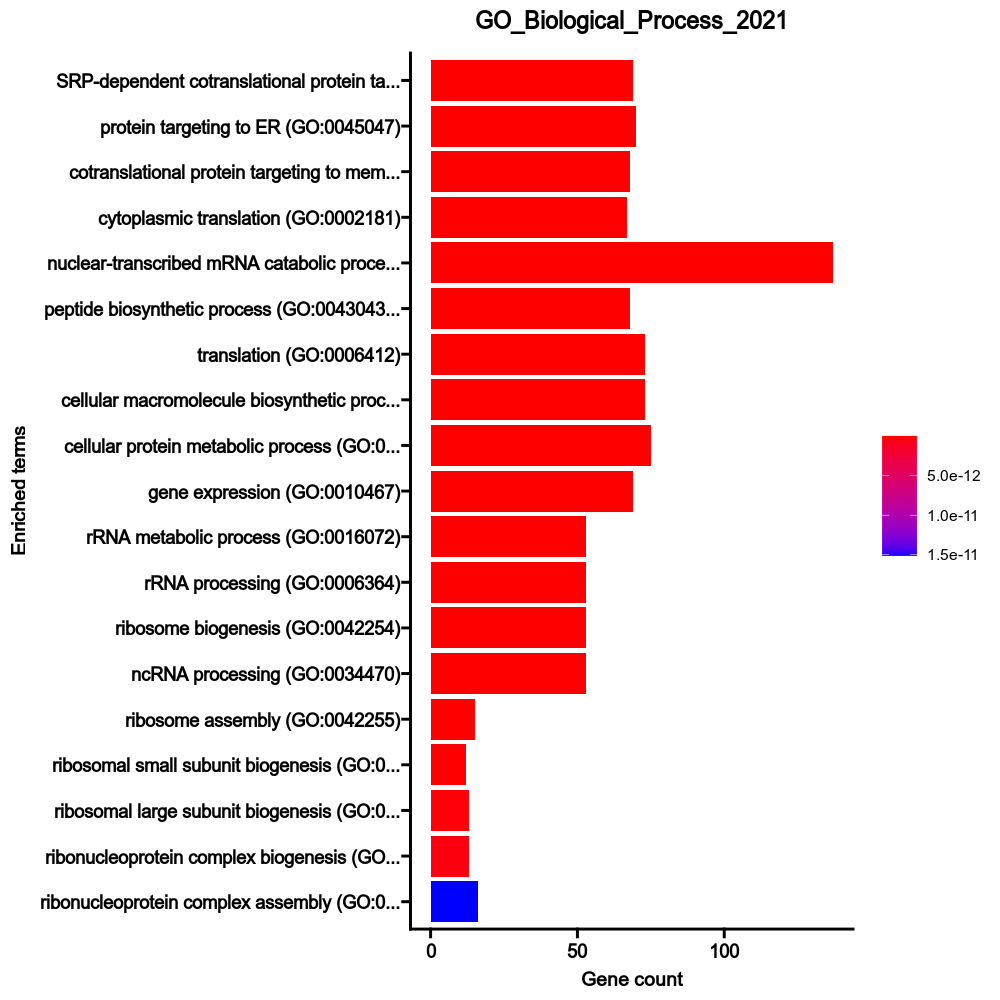 GO_Biological_Process_2021
SRP-dependent cotranslational protein ta...
protein targeting to ER (GO:0045047)
cotranslational protein targeting to mem...
cytoplasmic translation (GO:0002181)
nuclear-transcribed mRNA catabolic proce...
peptide biosynthetic process (GO:0043043...
translation (GO:0006412)
cellular macromolecule biosynthetic proc...
cellular protein metabolic process (GO:0...
gene expression (GO:0010467)
rRNA metabolic process (GO:0016072)
rRNA processing (GO:0006364)
ribosome biogenesis (GO:0042254)
ncRNA processing (GO:0034470)
ribosome assembly (GO:0042255)
ribosomal small subunit biogenesis (GO:0...
ribosomal large subunit biogenesis (GO:0...
ribonucleoprotein complex biogenesis (GO...
ribonucleoprotein complex assembly (GO:0...
Enriched terms
0 50 100
Gene count
5.0e-12
1.0e-11
1.5e-11